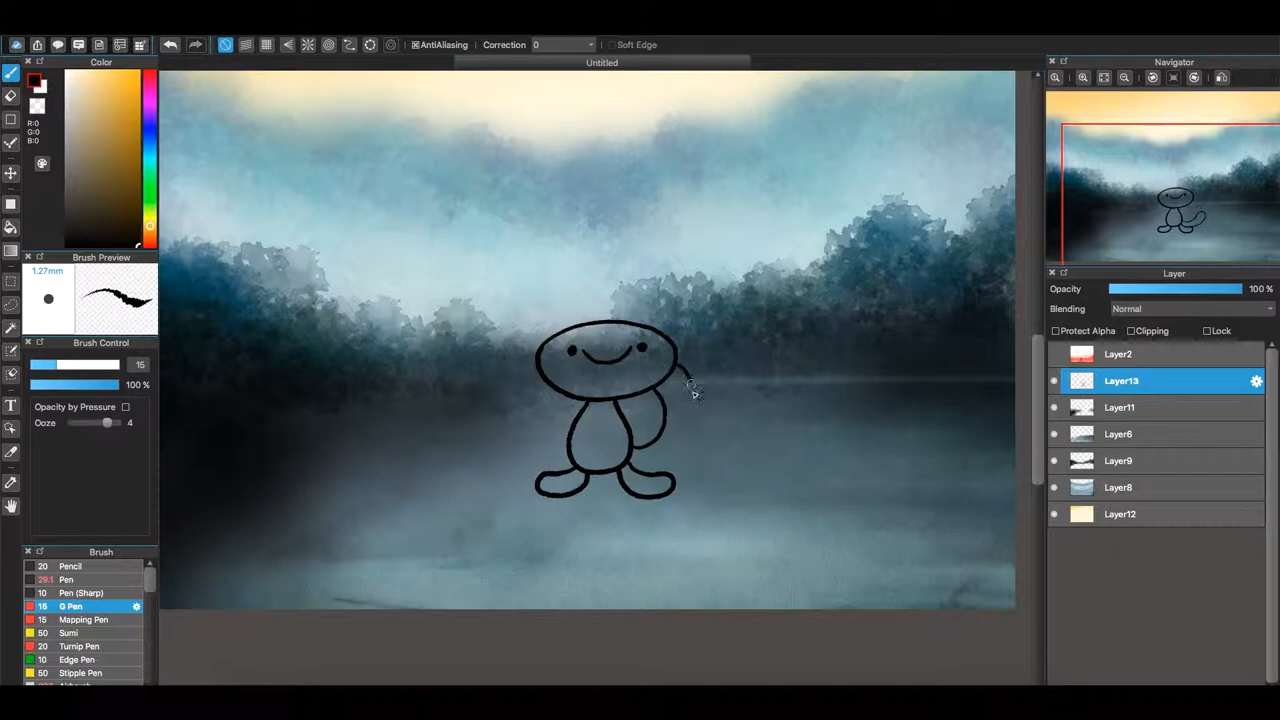 AntiAliasing Correction 0 Soft Edge
Color
Untitled
Navigator
R:0
G:0
B:0
Brush Preview
1.27mm
Layer
Opacity 100 %
Blending Normal
Protect Alpha Clipping Lock
Brush Control
15
100 %
Opacity by Pressure
Ooze 4
Layer2
Layer13
Layer11
Layer6
Layer9
Layer8
Layer12
Brush
20 Pencil
29.1 Pen
10 Pen (Sharp)
15 G Pen
15 Mapping Pen
50 Sumi
20 Turnip Pen
10 Edge Pen
50 Stipple Pen